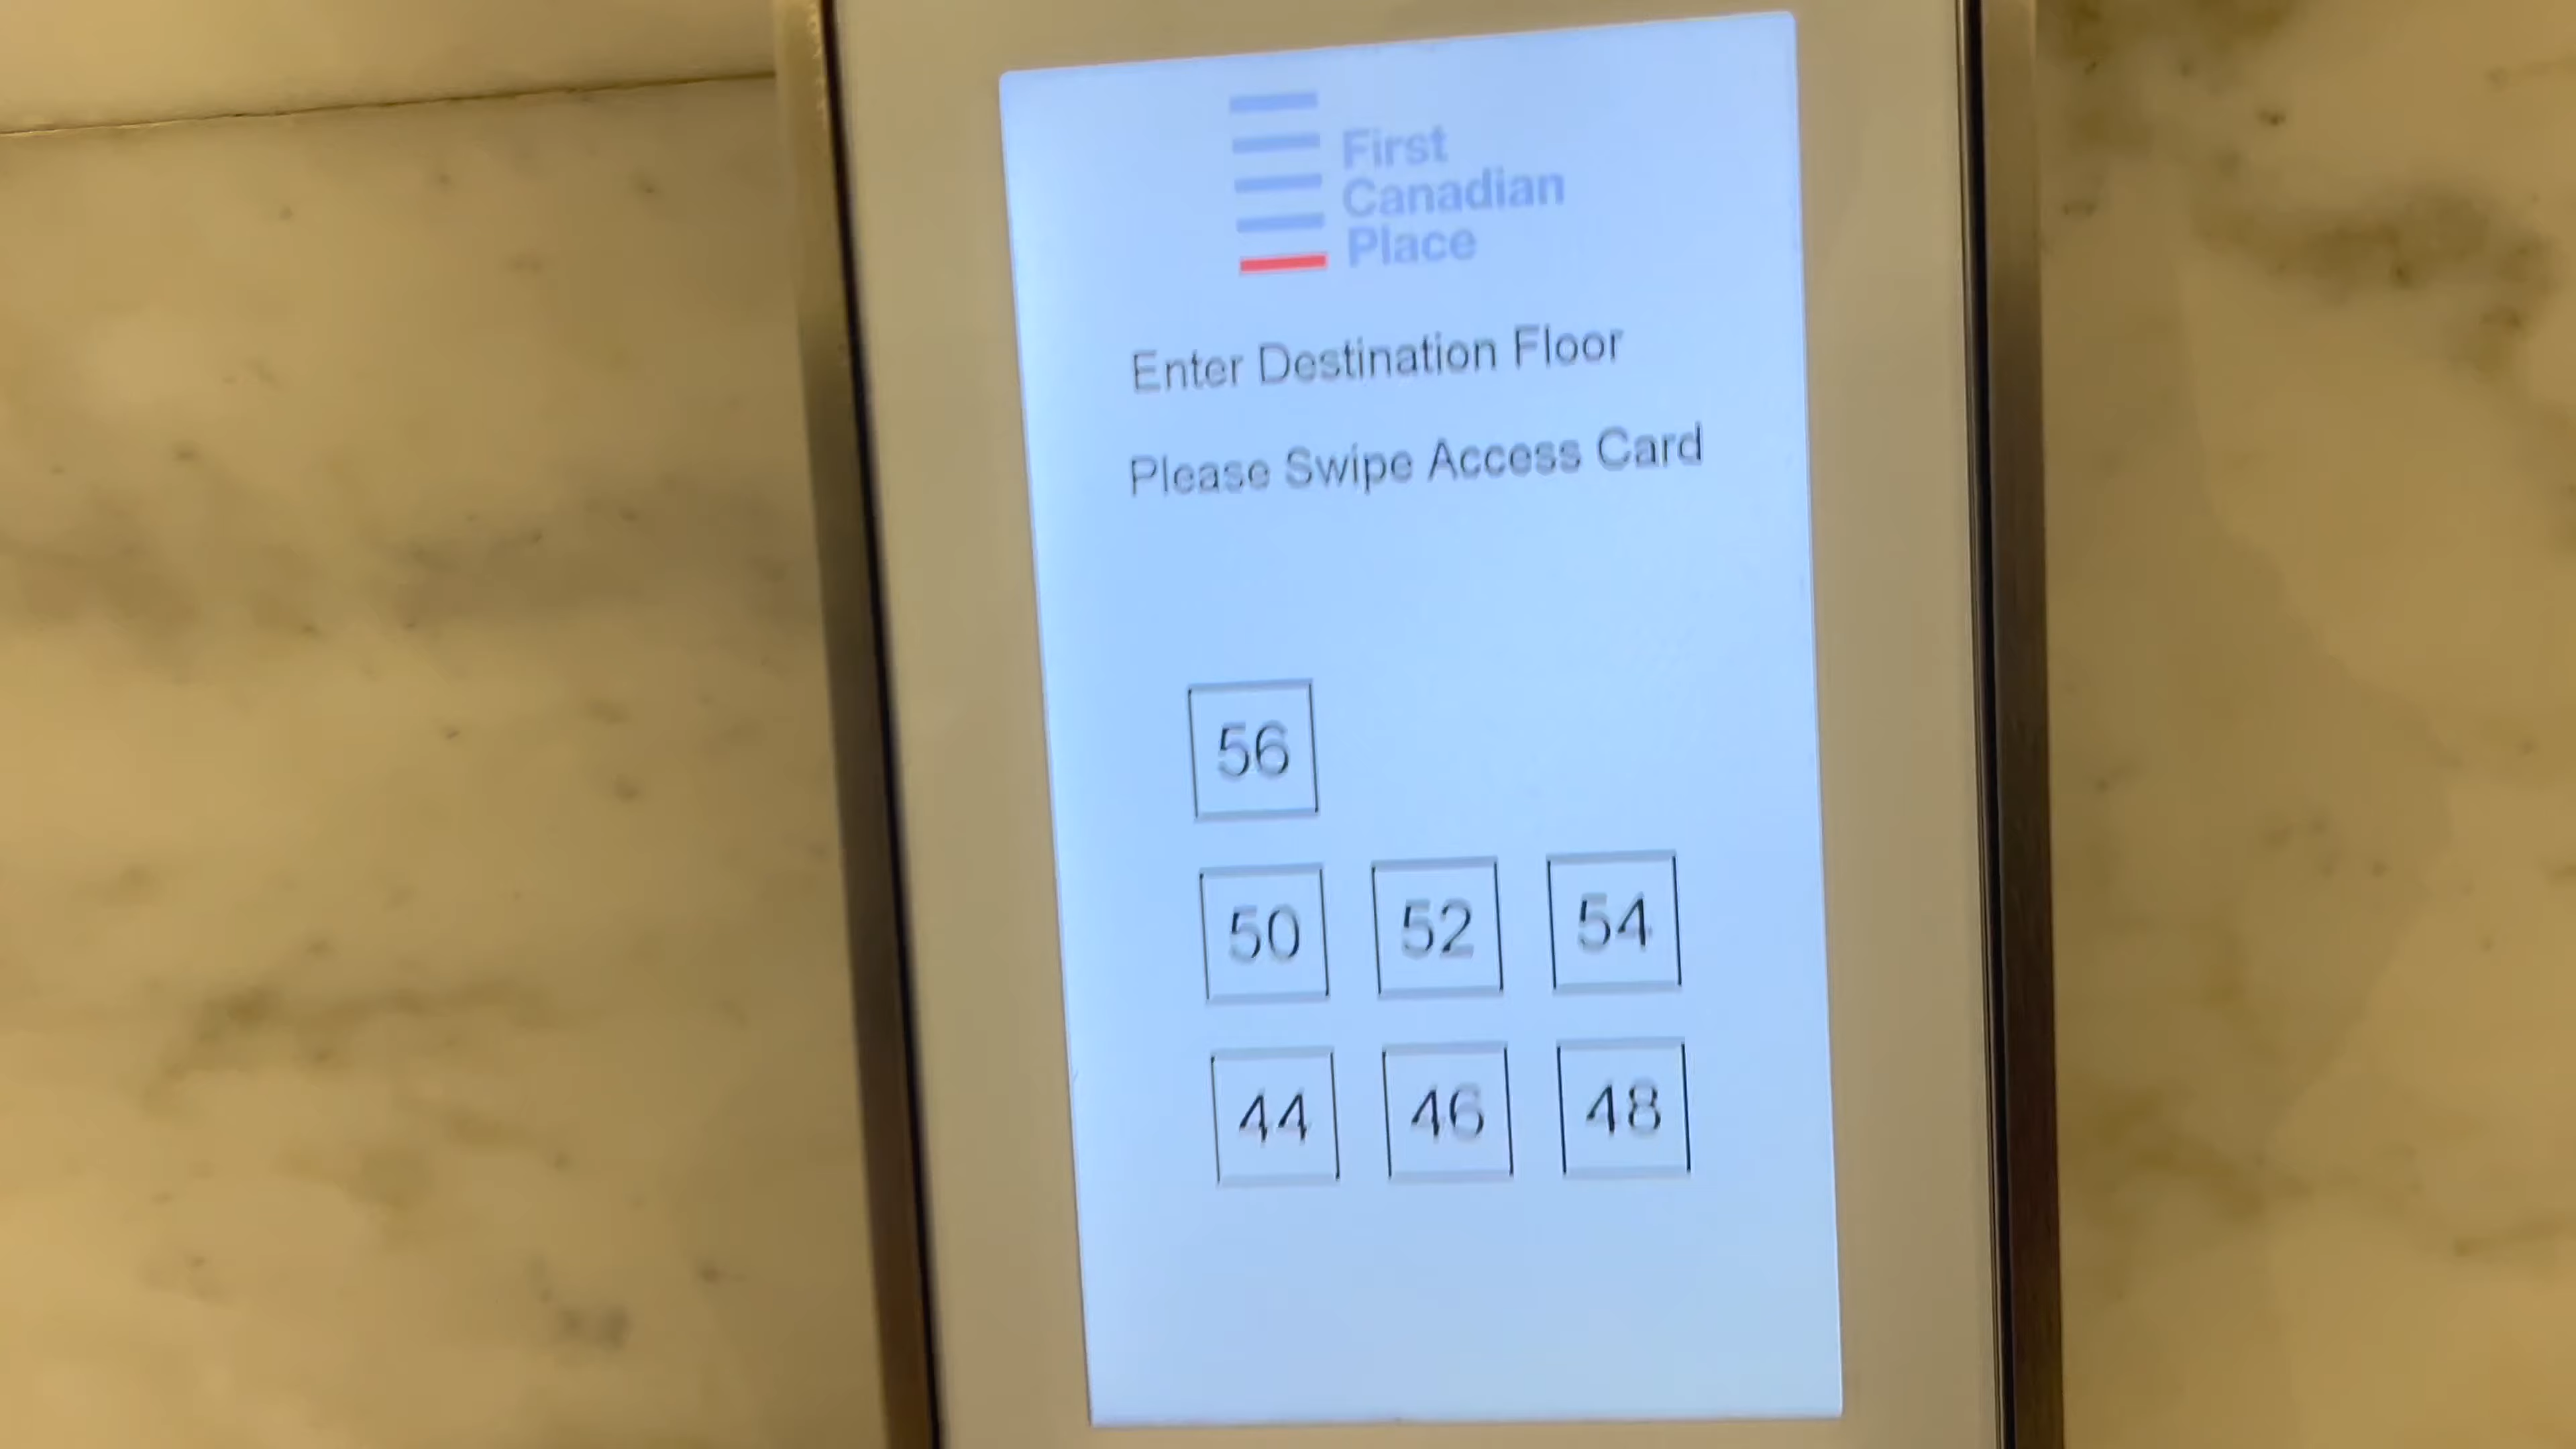 First
Canadian
Place
Enter Destination Floor
Please Swipe Access Card
56
50 52 54
44 46 48